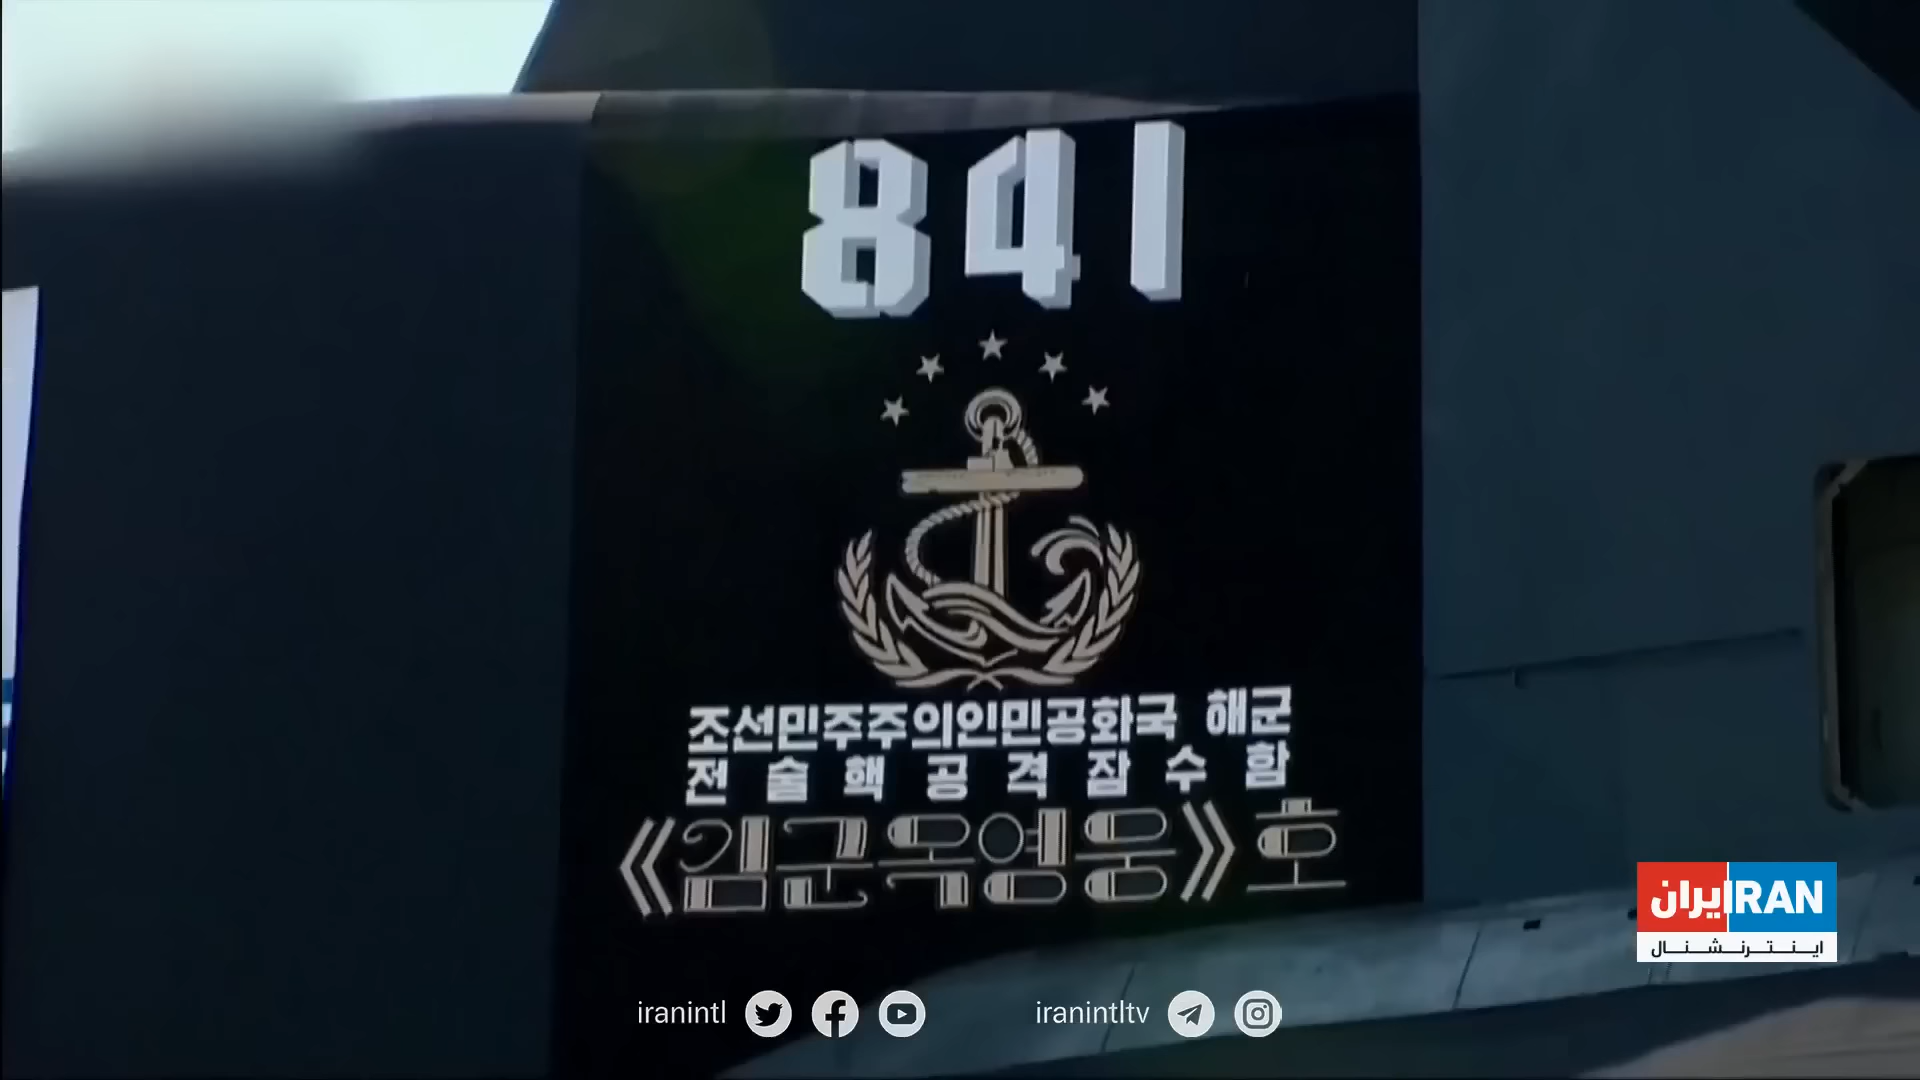 841
조선민주주의인민공화국 해군
전술핵공격잠수함
《김군옥영웅》호
ایران IRAN
اینترنشنال
iranintl
iranintltv